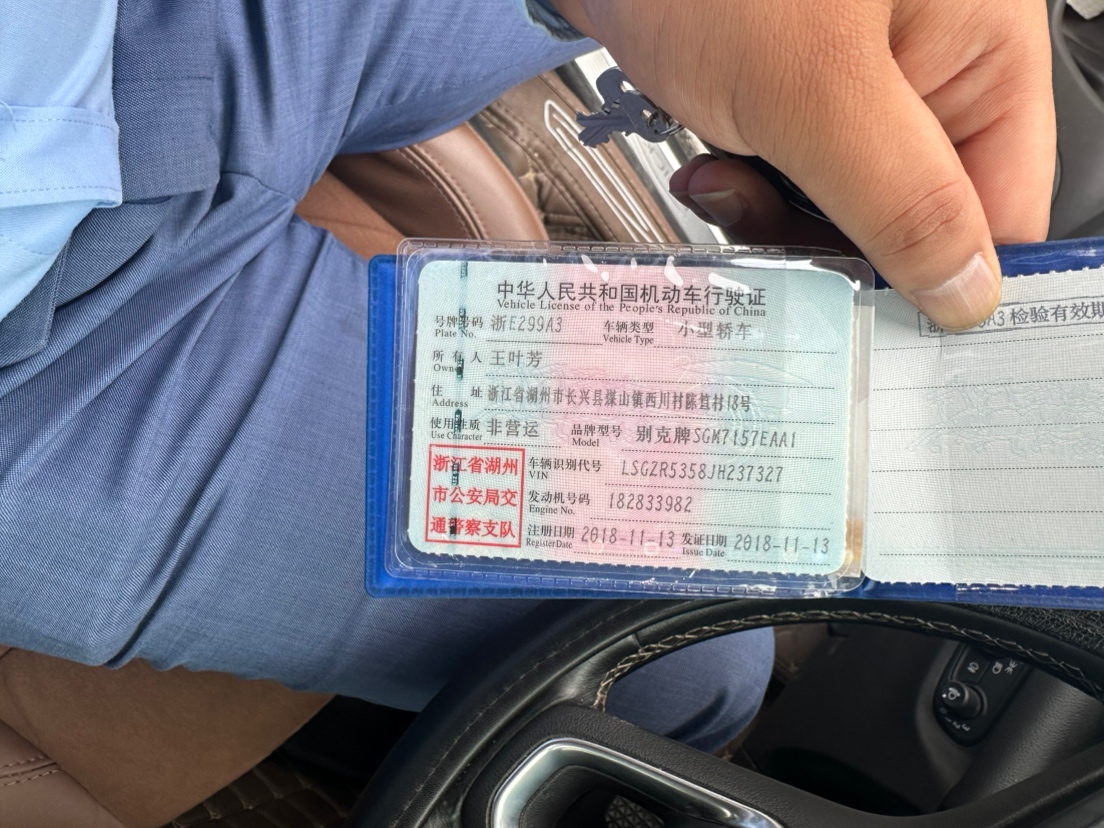 中华人民共和国机动车行驶证
Vehicle License of the People's Republic of China
号牌号码 浙E299A3 车辆类型 小型轿车
Plate No. Vehicle Type
所有人 王叶芳
Owner
住址 浙江省湖州市长兴县煤山镇西川村陈笪村18号
Address
使用性质 非营运 品牌型号 别克牌SGM7157EAA1
Use Character Model
浙江省湖州
市公安局交
通警察支队
车辆识别代号 LSGZR5358JH237327
VIN
发动机号码 182833982
Engine No.
注册日期 2018-11-13 发证日期 2018-11-13
Register Date Issue Date
A3 检验有效期